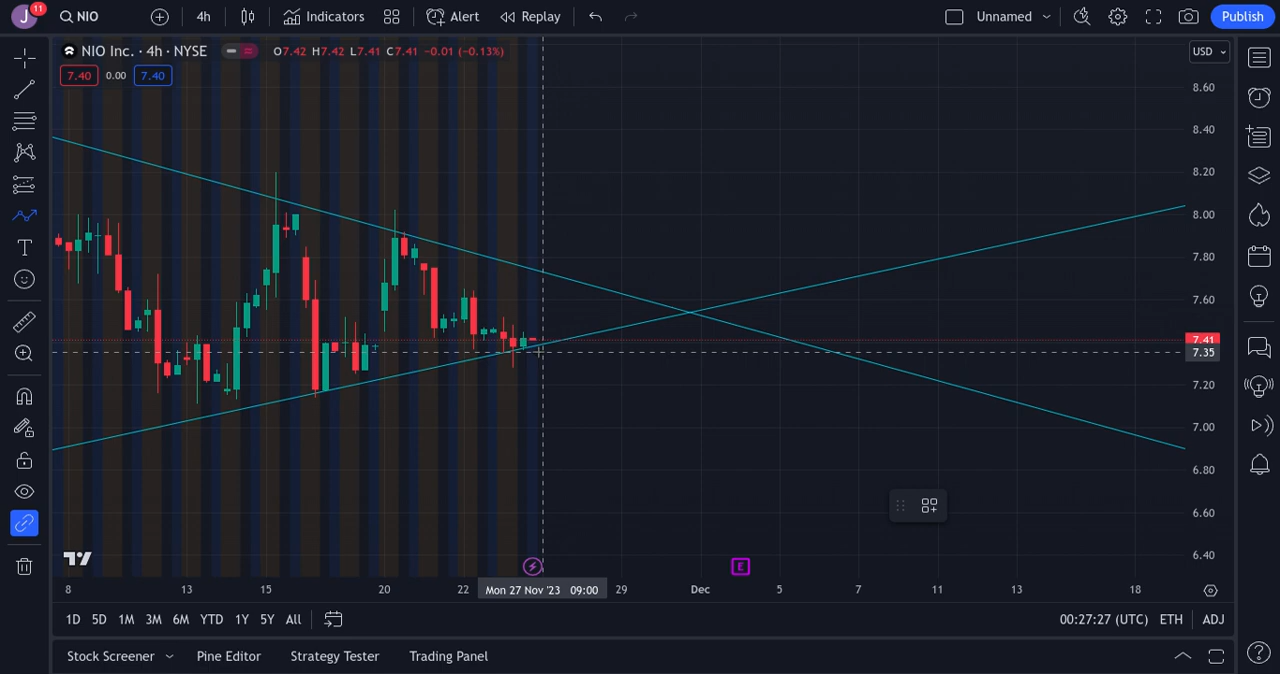 J 11 NIO 4h Indicators Alert Replay Unnamed Publish
NIO Inc. · 4h · NYSE O7.42 H7.42 L7.41 C7.41 −0.01 (−0.13%) USD
7.40 0.00 7.40
8.60
8.40
8.20
8.00
7.80
7.60
7.41
7.35
7.20
7.00
6.80
6.60
6.40
E
8 13 15 20 22 Mon 27 Nov '23 09:00 29 Dec 5 7 11 13 18
1D 5D 1M 3M 6M YTD 1Y 5Y All 00:27:27 (UTC) ETH ADJ
Stock Screener Pine Editor Strategy Tester Trading Panel